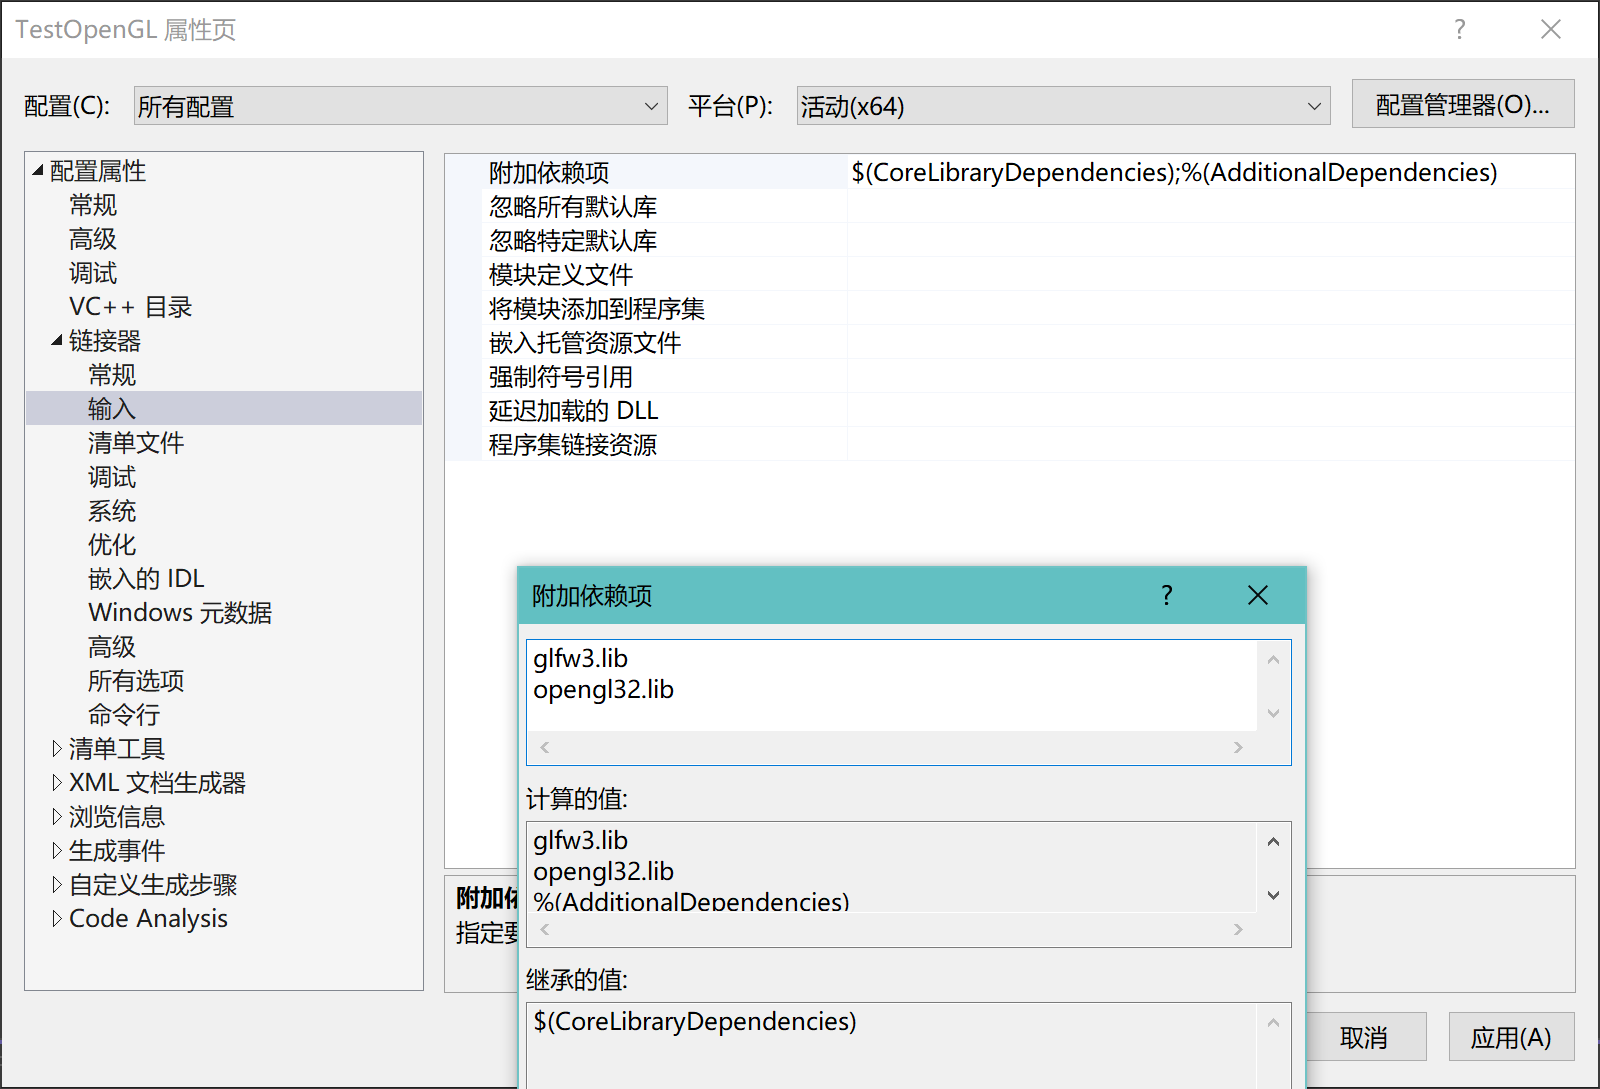 TestOpenGL 属性页
配置(C): 所有配置 平台(P): 活动(x64) 配置管理器(O)...
配置属性
常规
高级
调试
VC++ 目录
链接器
常规
输入
清单文件
调试
系统
优化
嵌入的 IDL
Windows 元数据
高级
所有选项
命令行
清单工具
XML 文档生成器
浏览信息
生成事件
自定义生成步骤
Code Analysis
附加依赖项 $(CoreLibraryDependencies);%(AdditionalDependencies)
忽略所有默认库
忽略特定默认库
模块定义文件
将模块添加到程序集
嵌入托管资源文件
强制符号引用
延迟加载的 DLL
程序集链接资源
附加依
指定要
附加依赖项
glfw3.lib
opengl32.lib
计算的值:
glfw3.lib
opengl32.lib
%(AdditionalDependencies)
继承的值:
$(CoreLibraryDependencies)
取消 应用(A)